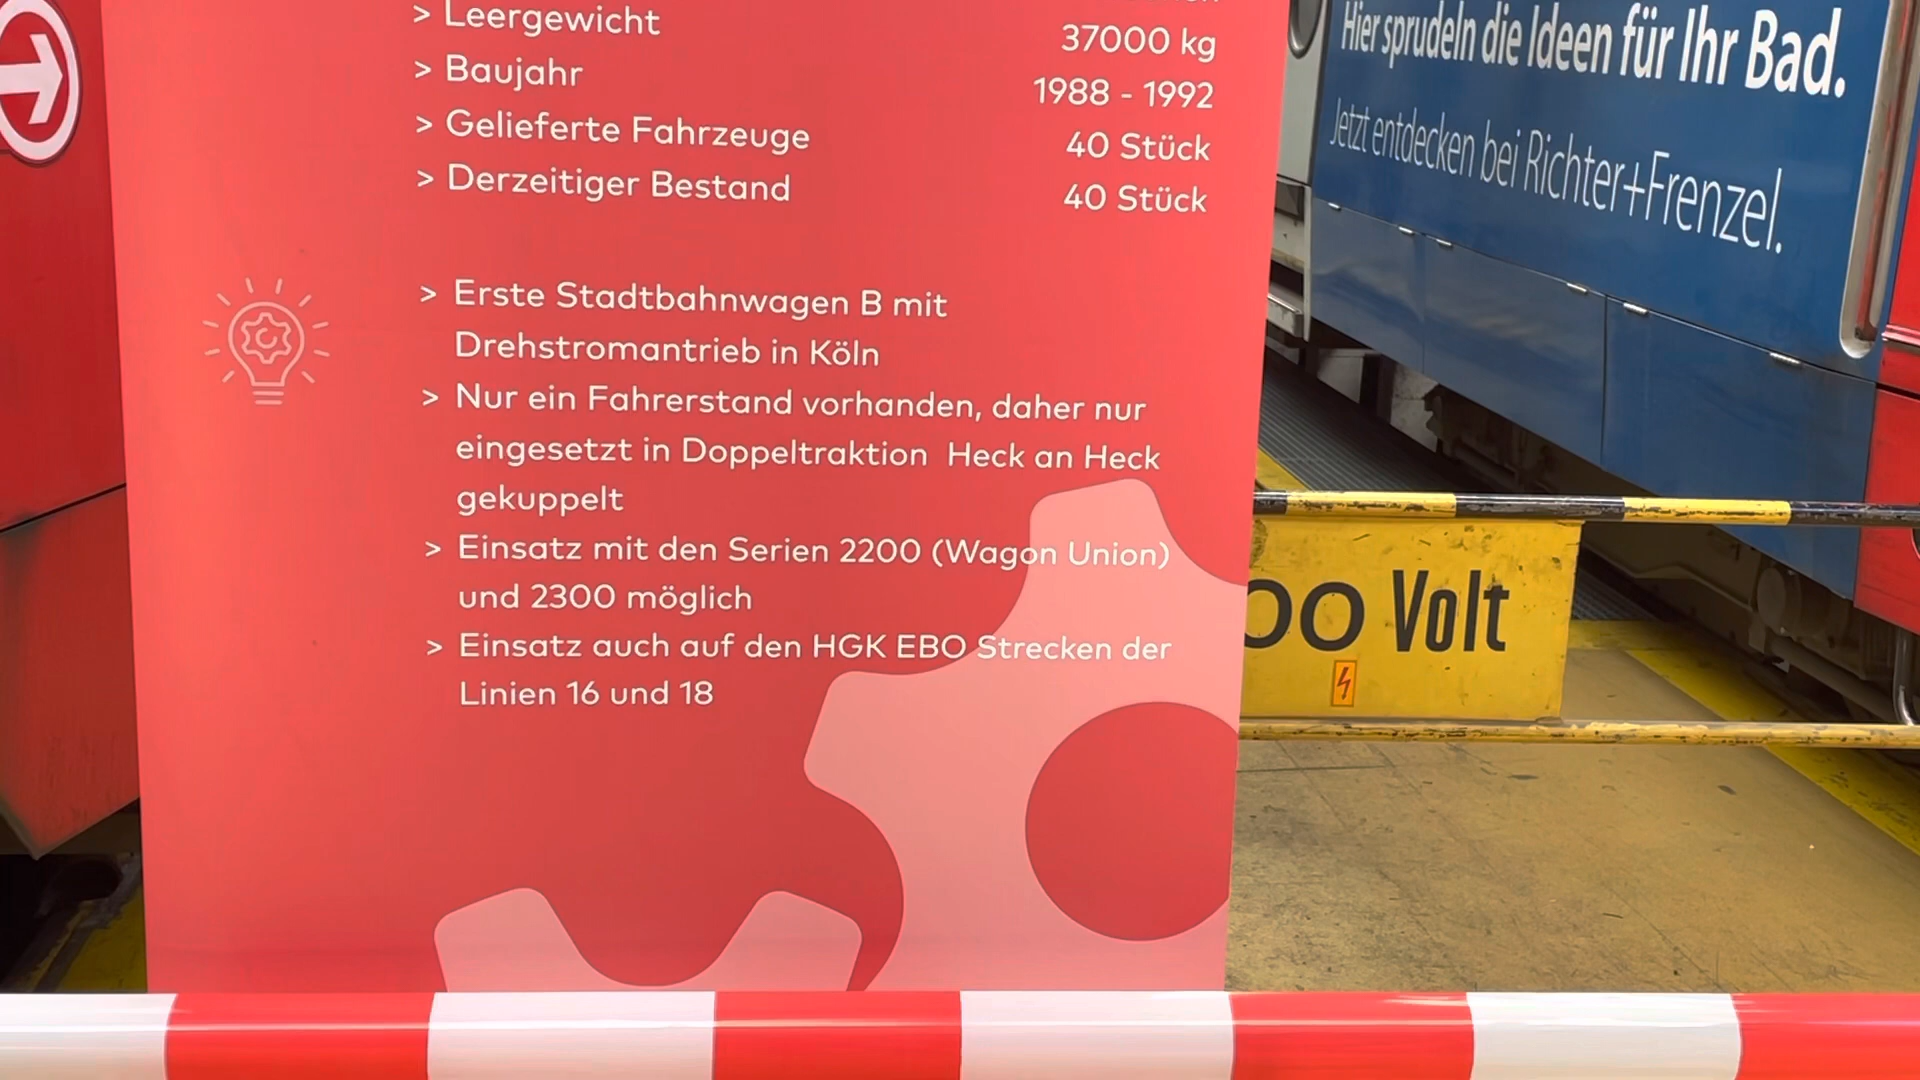 > Leergewicht 37000 kg
> Baujahr 1988 - 1992
> Gelieferte Fahrzeuge 40 Stück
> Derzeitiger Bestand 40 Stück
> Erste Stadtbahnwagen B mit
Drehstromantrieb in Köln
> Nur ein Fahrerstand vorhanden, daher nur
eingesetzt in Doppeltraktion Heck an Heck
gekuppelt
> Einsatz mit den Serien 2200 (Wagon Union)
und 2300 möglich
> Einsatz auch auf den HGK EBO Strecken der
Linien 16 und 18
Hier sprudeln die Ideen für Ihr Bad.
Jetzt entdecken bei Richter+Frenzel.
00 Volt